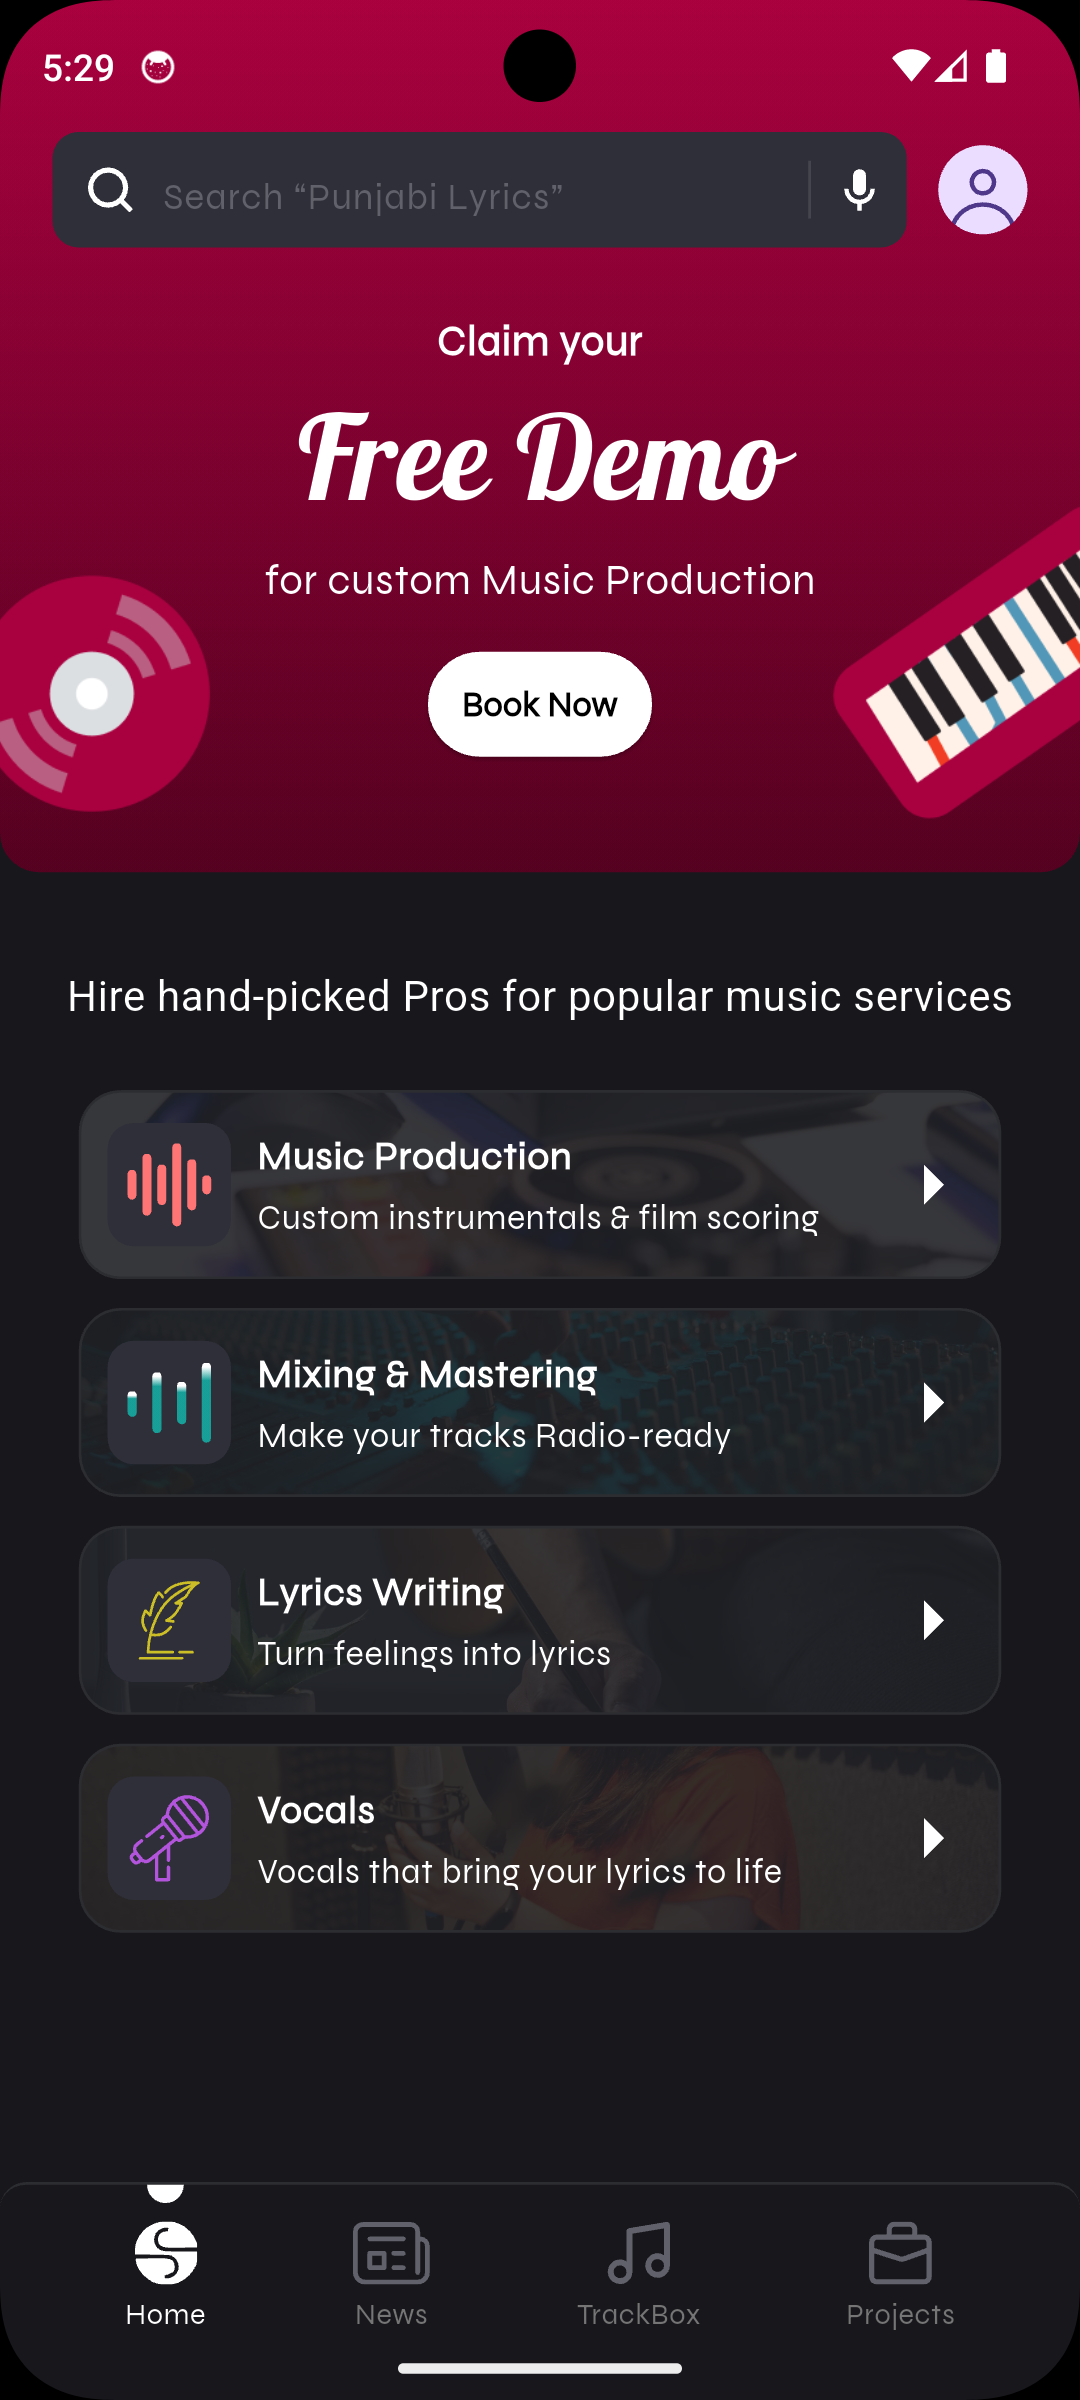 5:29
Search “Punjabi Lyrics”
Claim your
Free Demo
for custom Music Production
Book Now
Hire hand-picked Pros for popular music services
Music Production
Custom instrumentals & film scoring
Mixing & Mastering
Make your tracks Radio-ready
Lyrics Writing
Turn feelings into lyrics
Vocals
Vocals that bring your lyrics to life
Home
News
TrackBox
Projects